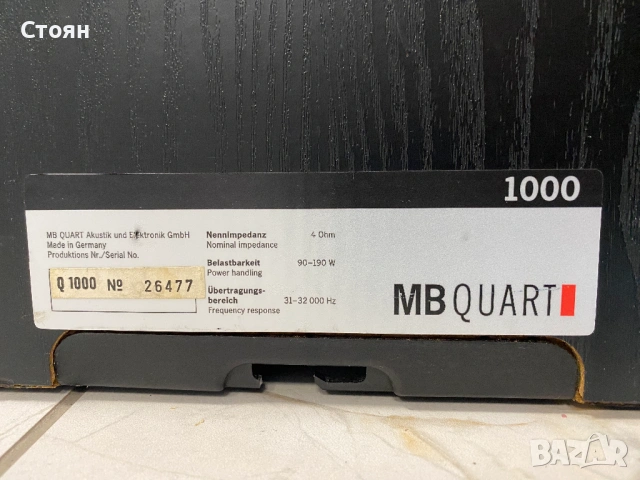 Стоян
1000
MB QUART Akustik und Elektronik GmbH
Made in Germany
Produktions Nr./Serial No.
Q 1000 № 26477
Nennimpedanz 4 Ohm
Nominal impedance
Belastbarkeit 90-190 W
Power handling
Übertragungs-
bereich 31-32 000 Hz
Frequency response
MB QUART
BAZAR